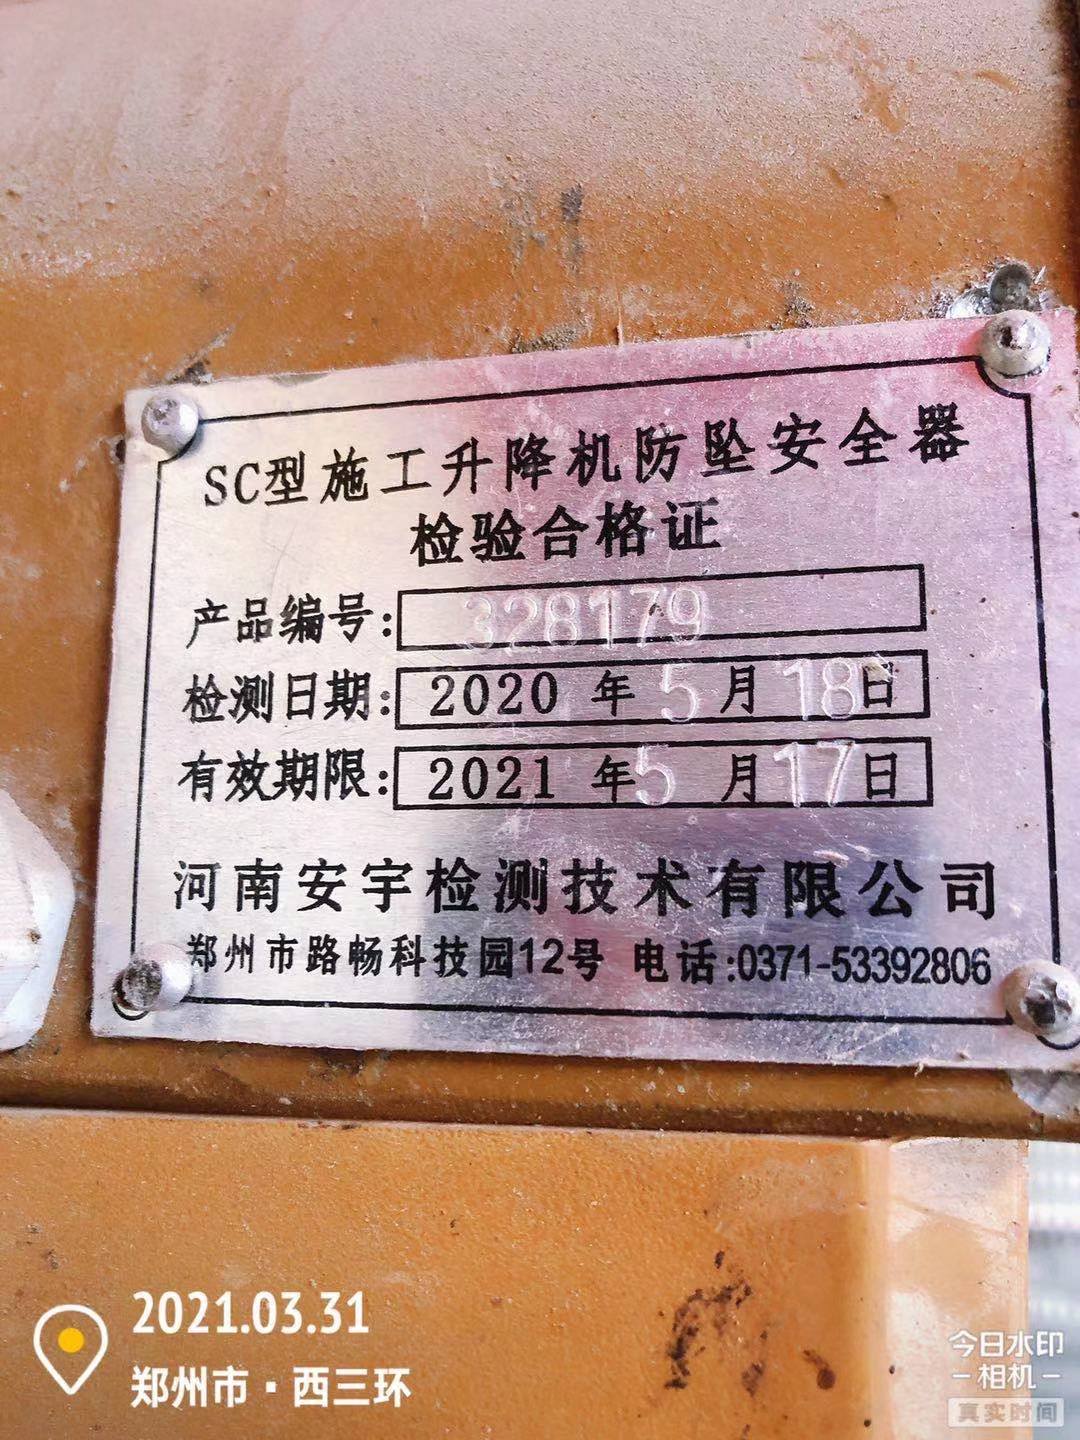 SC型施工升降机防坠安全器
检验合格证
产品编号: 328179
检测日期: 2020 年 5 月 18 日
有效期限: 2021 年 5 月 17 日
河南安宇检测技术有限公司
郑州市路畅科技园12号 电话:0371-53392806
2021.03.31
郑州市·西三环
今日水印
-相机-
真实时间